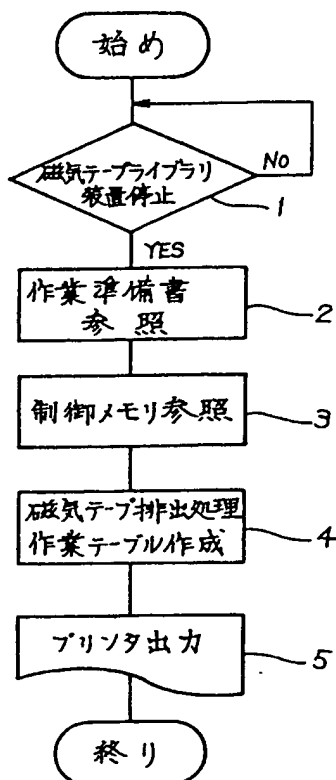 始め
磁気テープライブラリ
装置停止
NO
1
YES
作業準備書
参照
2
制御メモリ参照
3
磁気テープ排出処理
作業テーブル作成
4
プリンタ出力
5
終り